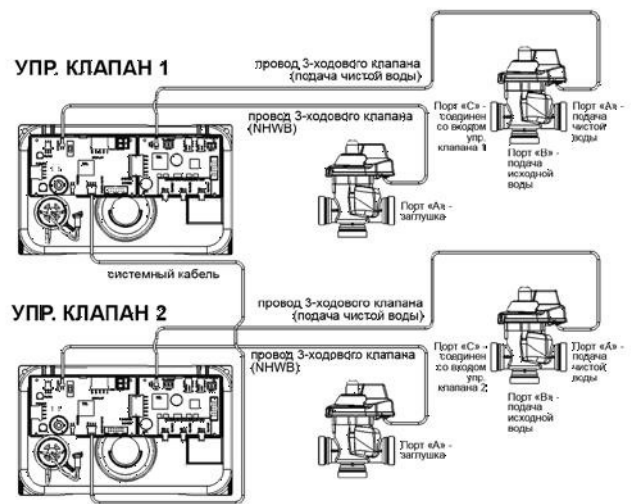 УПР. КЛАПАН 1
провод 3-ходового клапана
(подача чистой воды)
провод 3-ходового клапана
(NHWB)
Порт «С» -
соединен
со входом
упр.
клапана 1
Порт «А» -
подача
чистой
воды
Порт «В» -
подача
исходной
воды
Порт «А» -
заглушка
системный кабель
УПР. КЛАПАН 2
провод 3-ходового клапана
(подача чистой воды)
провод 3-ходового клапана
(NHWB)
Порт «С» -
соединен
со входом
упр.
клапана 2
Порт «А» -
подача
чистой
воды
Порт «В» -
подача
исходной
воды
Порт «А» -
заглушка